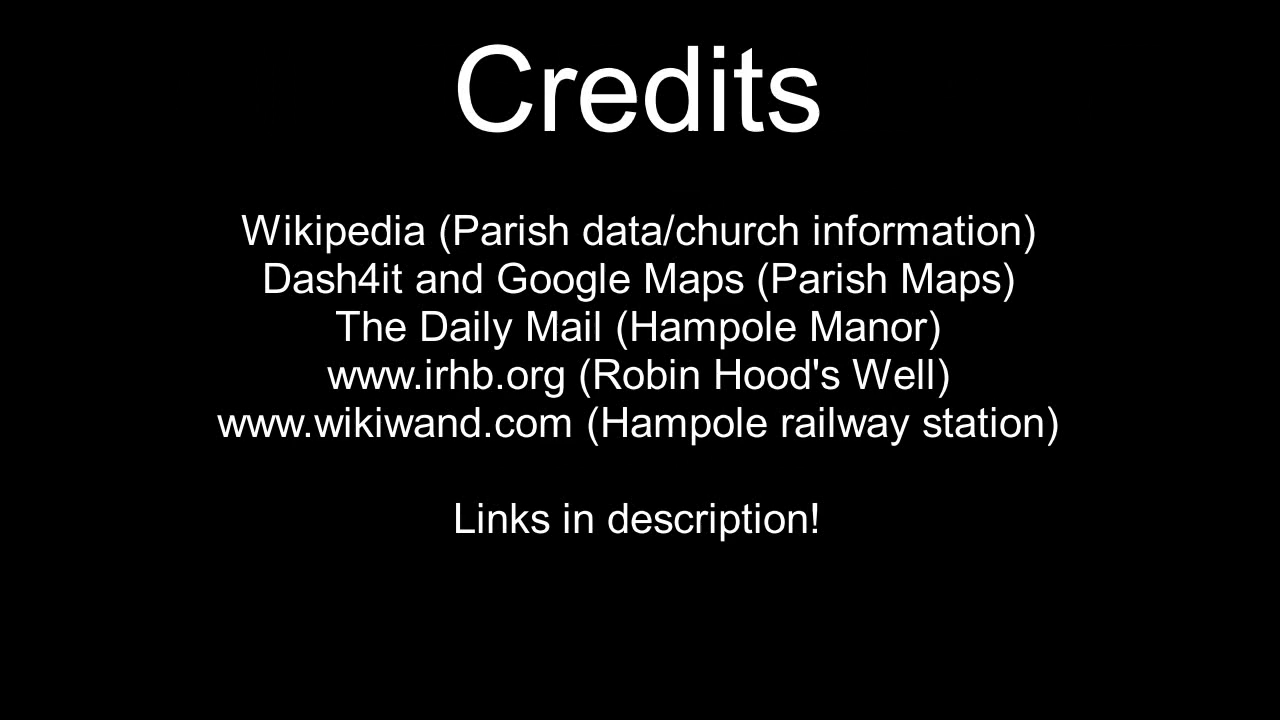 Credits
Wikipedia (Parish data/church information)
Dash4it and Google Maps (Parish Maps)
The Daily Mail (Hampole Manor)
www.irhb.org (Robin Hood's Well)
www.wikiwand.com (Hampole railway station)
Links in description!